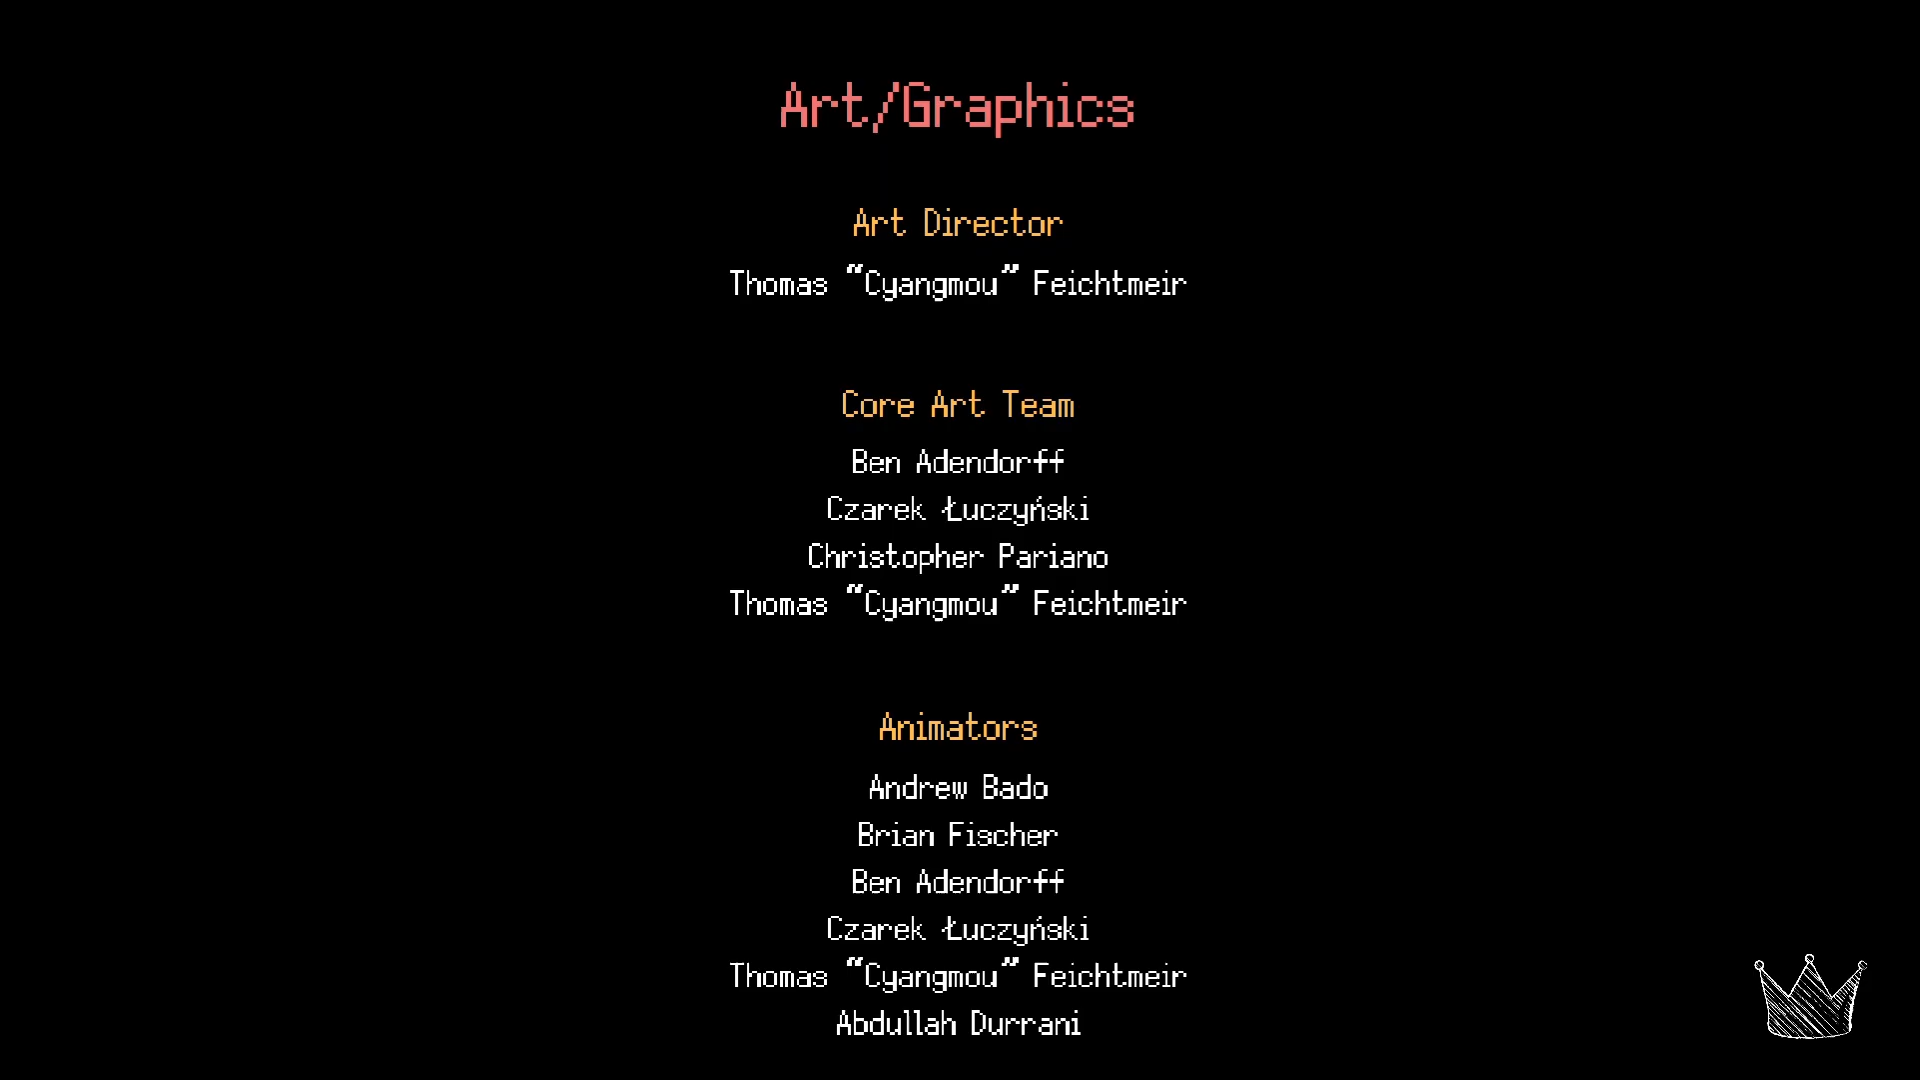 Art/Graphics
Art Director
Thomas “Cyangmou” Feichtmeir
Core Art Team
Ben Adendorff
Czarek Łuczyński
Christopher Pariano
Thomas “Cyangmou” Feichtmeir
Animators
Andrew Bado
Brian Fischer
Ben Adendorff
Czarek Łuczyński
Thomas “Cyangmou” Feichtmeir
Abdullah Durrani